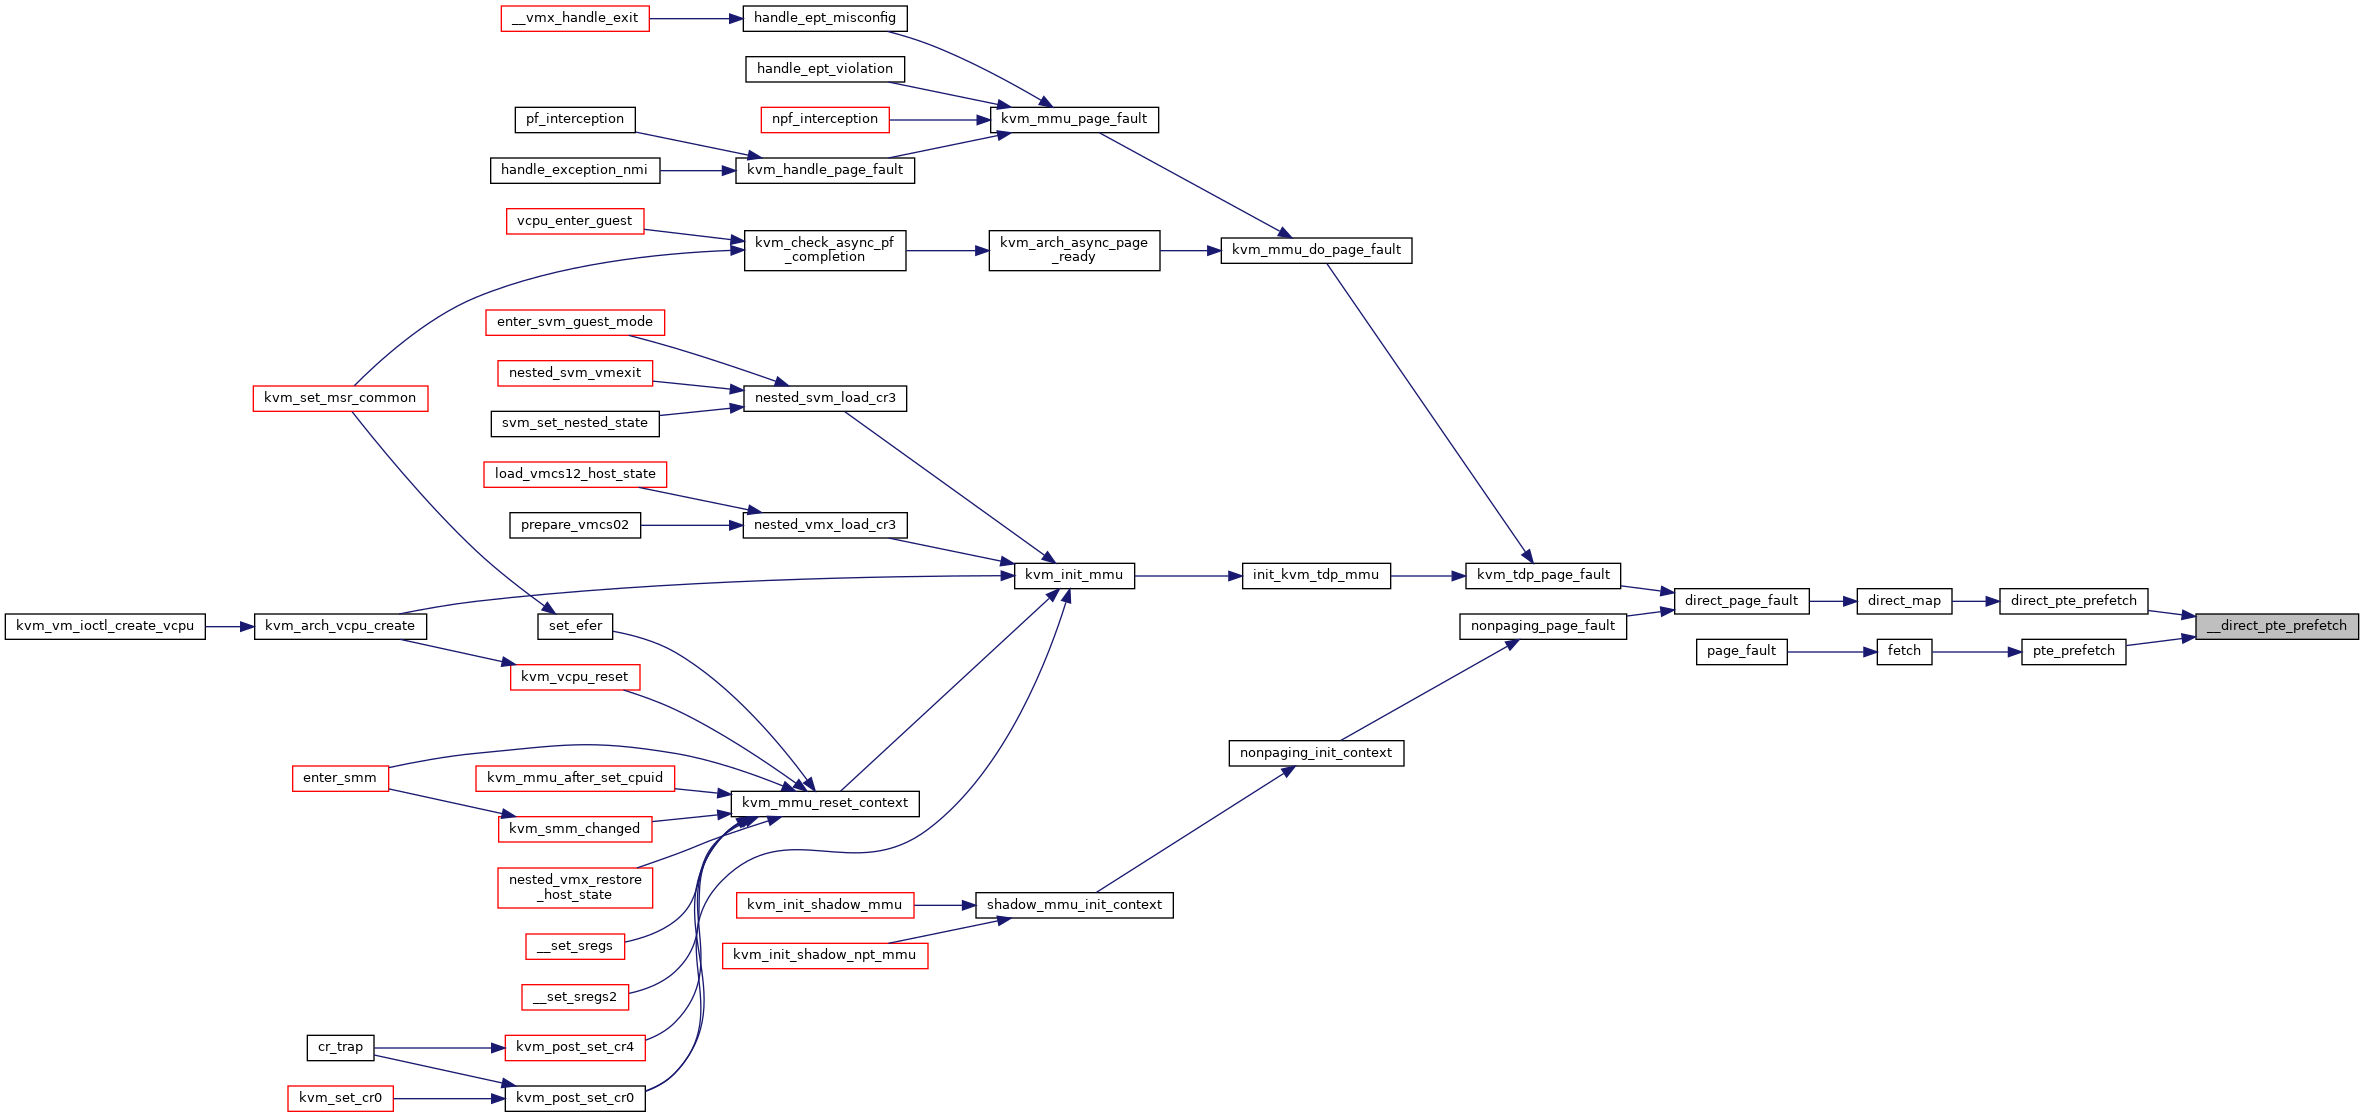 __vmx_handle_exit
handle_ept_misconfig
handle_ept_violation
pf_interception
npf_interception
kvm_mmu_page_fault
handle_exception_nmi
kvm_handle_page_fault
vcpu_enter_guest
kvm_check_async_pf
_completion
kvm_arch_async_page
_ready
kvm_mmu_do_page_fault
enter_svm_guest_mode
nested_svm_vmexit
kvm_set_msr_common
nested_svm_load_cr3
svm_set_nested_state
load_vmcs12_host_state
prepare_vmcs02
nested_vmx_load_cr3
kvm_init_mmu
init_kvm_tdp_mmu
kvm_tdp_page_fault
direct_page_fault
direct_map
direct_pte_prefetch
kvm_vm_ioctl_create_vcpu
kvm_arch_vcpu_create
set_efer
nonpaging_page_fault
__direct_pte_prefetch
page_fault
fetch
pte_prefetch
kvm_vcpu_reset
nonpaging_init_context
enter_smm
kvm_mmu_after_set_cpuid
kvm_mmu_reset_context
kvm_smm_changed
nested_vmx_restore
_host_state
kvm_init_shadow_mmu
shadow_mmu_init_context
__set_sregs
kvm_init_shadow_npt_mmu
__set_sregs2
cr_trap
kvm_post_set_cr4
kvm_set_cr0
kvm_post_set_cr0